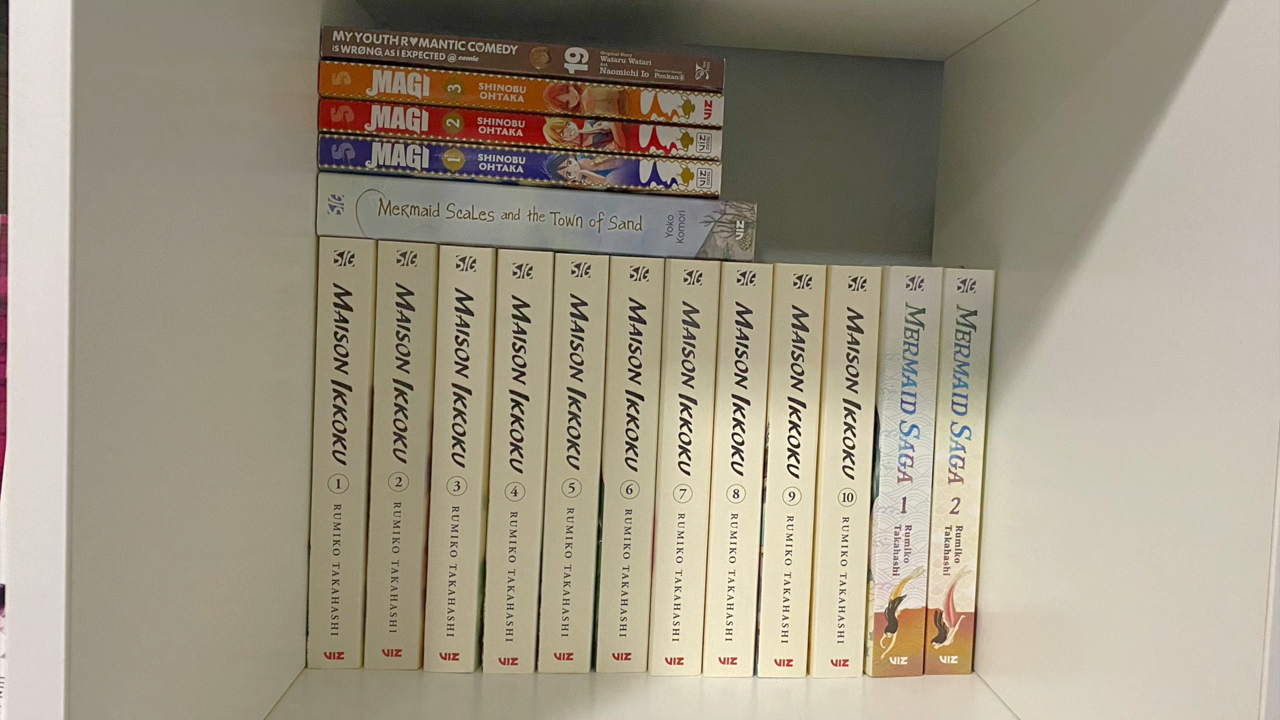 MY YOUTH R♥MANTIC COMEDY
iS WRØNG, AS I EXPECTED @ comic
19
Original Story
Wataru Watari
Art
Naomichi Io
Ponkan⑧
MAGI
3
SHINOBU
OHTAKA
VIZ
MAGI
2
SHINOBU
OHTAKA
VIZ
MAGI
1
SHINOBU
OHTAKA
VIZ
MERMAID SCALES AND THE TOWN OF SAND
Yoko
Komori
VIZ
MAISON IKKOKU 1 RUMIKO TAKAHASHI
VIZ
MAISON IKKOKU 2 RUMIKO TAKAHASHI
VIZ
MAISON IKKOKU 3 RUMIKO TAKAHASHI
VIZ
MAISON IKKOKU 4 RUMIKO TAKAHASHI
VIZ
MAISON IKKOKU 5 RUMIKO TAKAHASHI
VIZ
MAISON IKKOKU 6 RUMIKO TAKAHASHI
VIZ
MAISON IKKOKU 7 RUMIKO TAKAHASHI
VIZ
MAISON IKKOKU 8 RUMIKO TAKAHASHI
VIZ
MAISON IKKOKU 9 RUMIKO TAKAHASHI
VIZ
MAISON IKKOKU 10 RUMIKO TAKAHASHI
VIZ
MERMAID SAGA 1
Rumiko
Takahashi
VIZ
MERMAID SAGA 2
Rumiko
Takahashi
VIZ